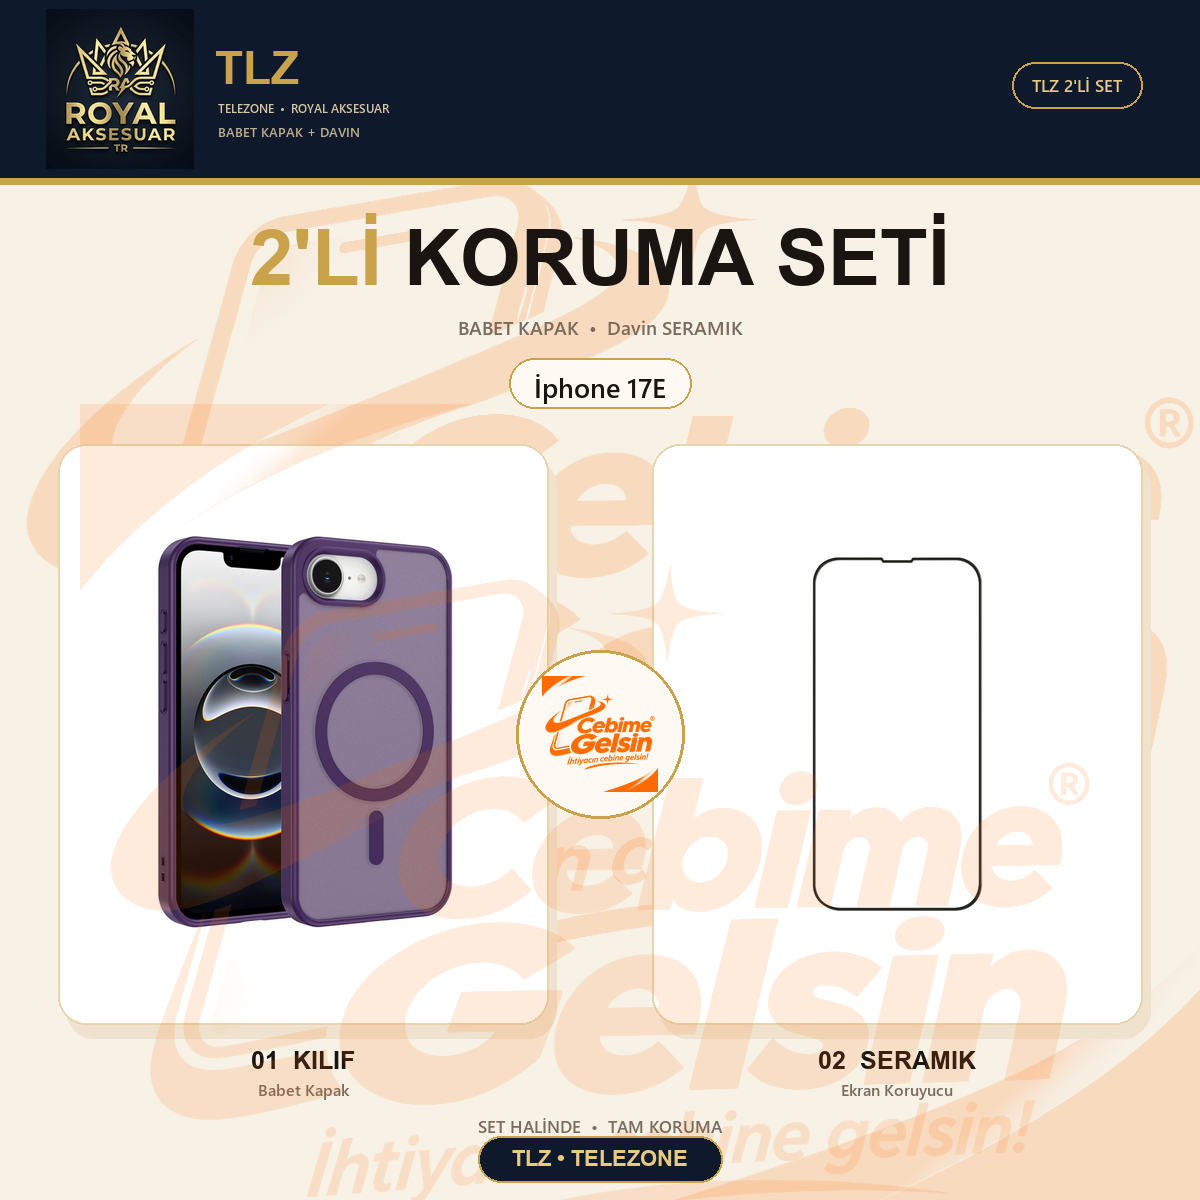 ROYAL
AKSESUAR
TR
TLZ
TELEZONE • ROYAL AKSESUAR
BABET KAPAK + DAVIN
TLZ 2'Lİ SET
2'Lİ KORUMA SETİ
BABET KAPAK • Davin SERAMIK
İphone 17E
Cebime®
Gelsin
İhtiyacın cebine gelsin!
Cebime®
Gelsin
01 KILIF
Babet Kapak
02 SERAMIK
Ekran Koruyucu
SET HALİNDE • TAM KORUMA
TLZ • TELEZONE